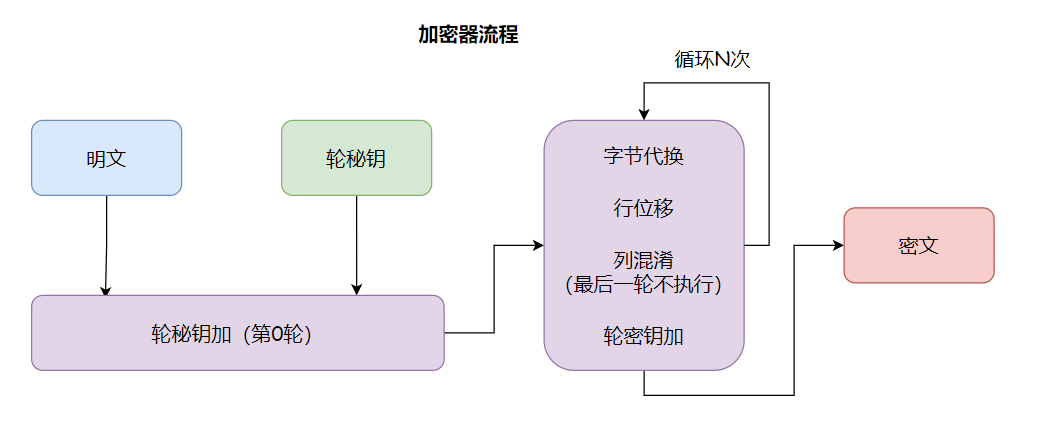 加密器流程
循环N次
明文
轮秘钥
字节代换
行位移
列混淆
（最后一轮不执行）
轮密钥加
密文
轮秘钥加（第0轮）